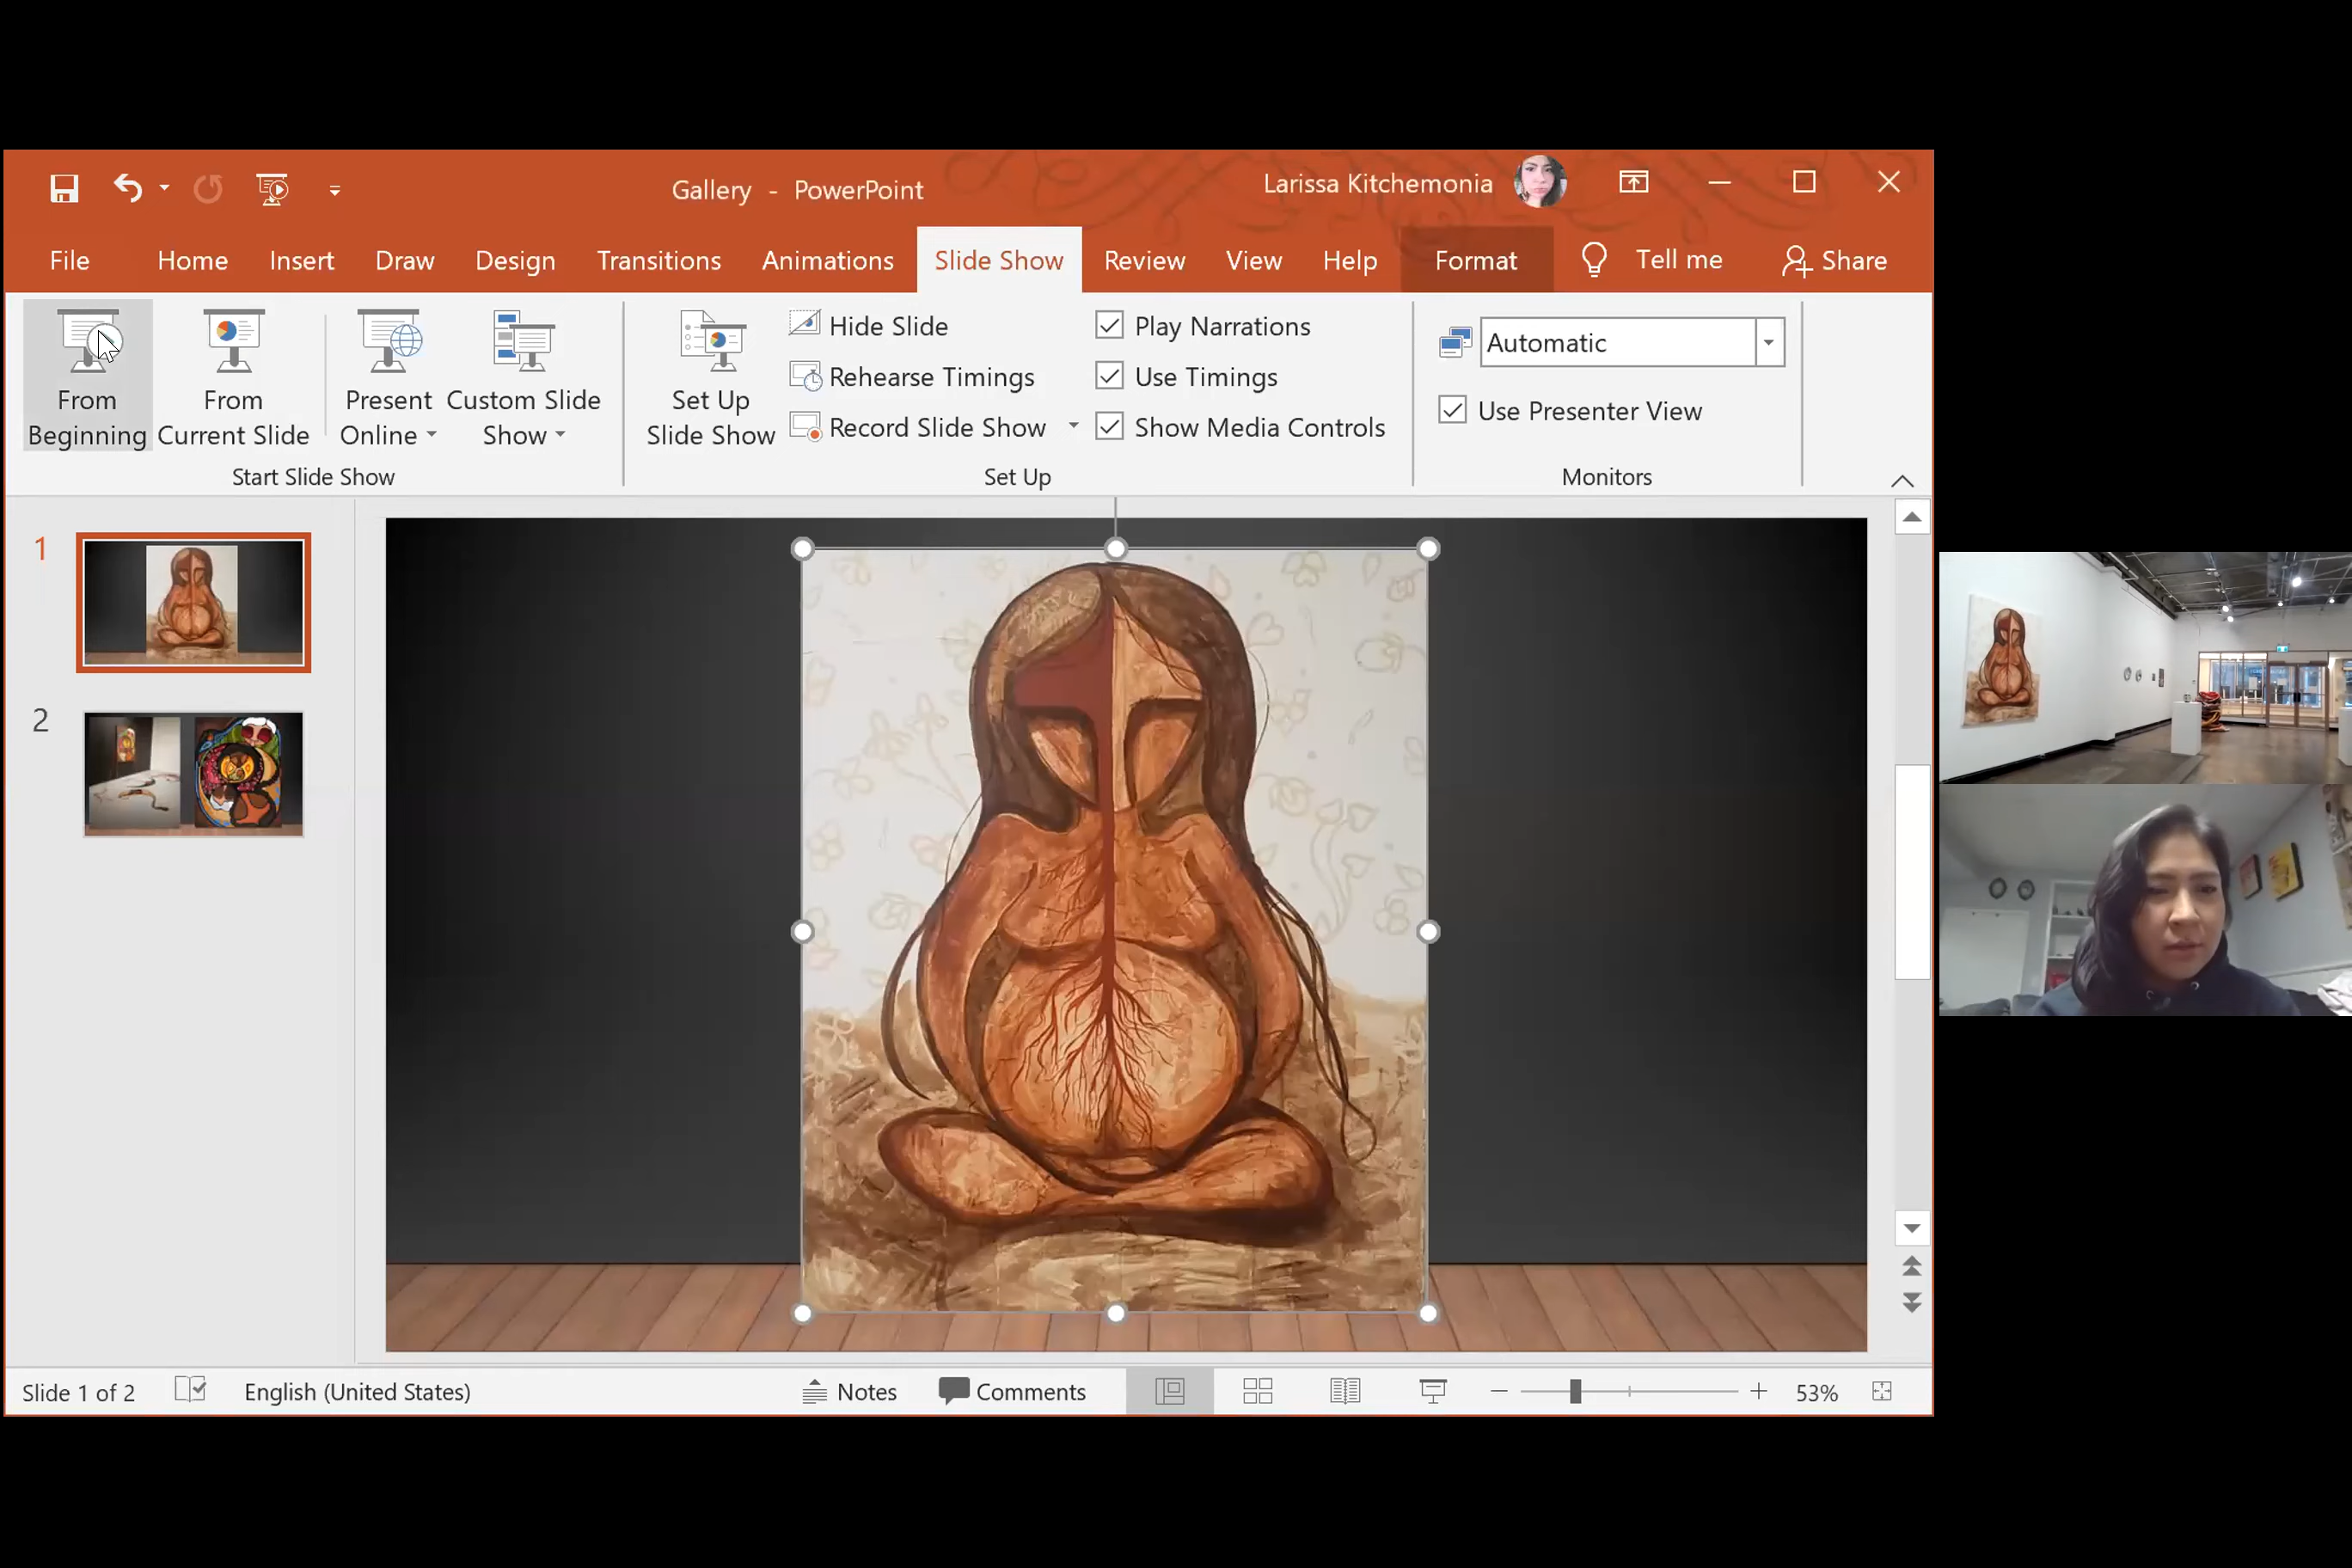 Gallery - PowerPoint
Larissa Kitchemonia
File Home Insert Draw Design Transitions Animations Slide Show Review View Help Format Tell me Share
From Beginning
From Current Slide
Present Online
Custom Slide Show
Start Slide Show
Set Up Slide Show
Hide Slide
Rehearse Timings
Record Slide Show
Play Narrations
Use Timings
Show Media Controls
Set Up
Automatic
Use Presenter View
Monitors
1
2
Slide 1 of 2 English (United States) Notes Comments 53%